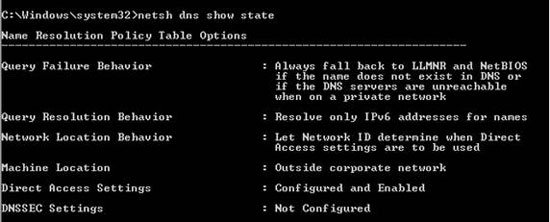 C:\Windows\system32>netsh dns show state
Name Resolution Policy Table Options
--------------------------------------------------------------------
Query Failure Behavior : Always fall back to LLMNR and NetBIOS
if the name does not exist in DNS or
if the DNS servers are unreachable
when on a private network
Query Resolution Behavior : Resolve only IPv6 addresses for names
Network Location Behavior : Let Network ID determine when Direct
Access settings are to be used
Machine Location : Outside corporate network
Direct Access Settings : Configured and Enabled
DNSSEC Settings : Not Configured